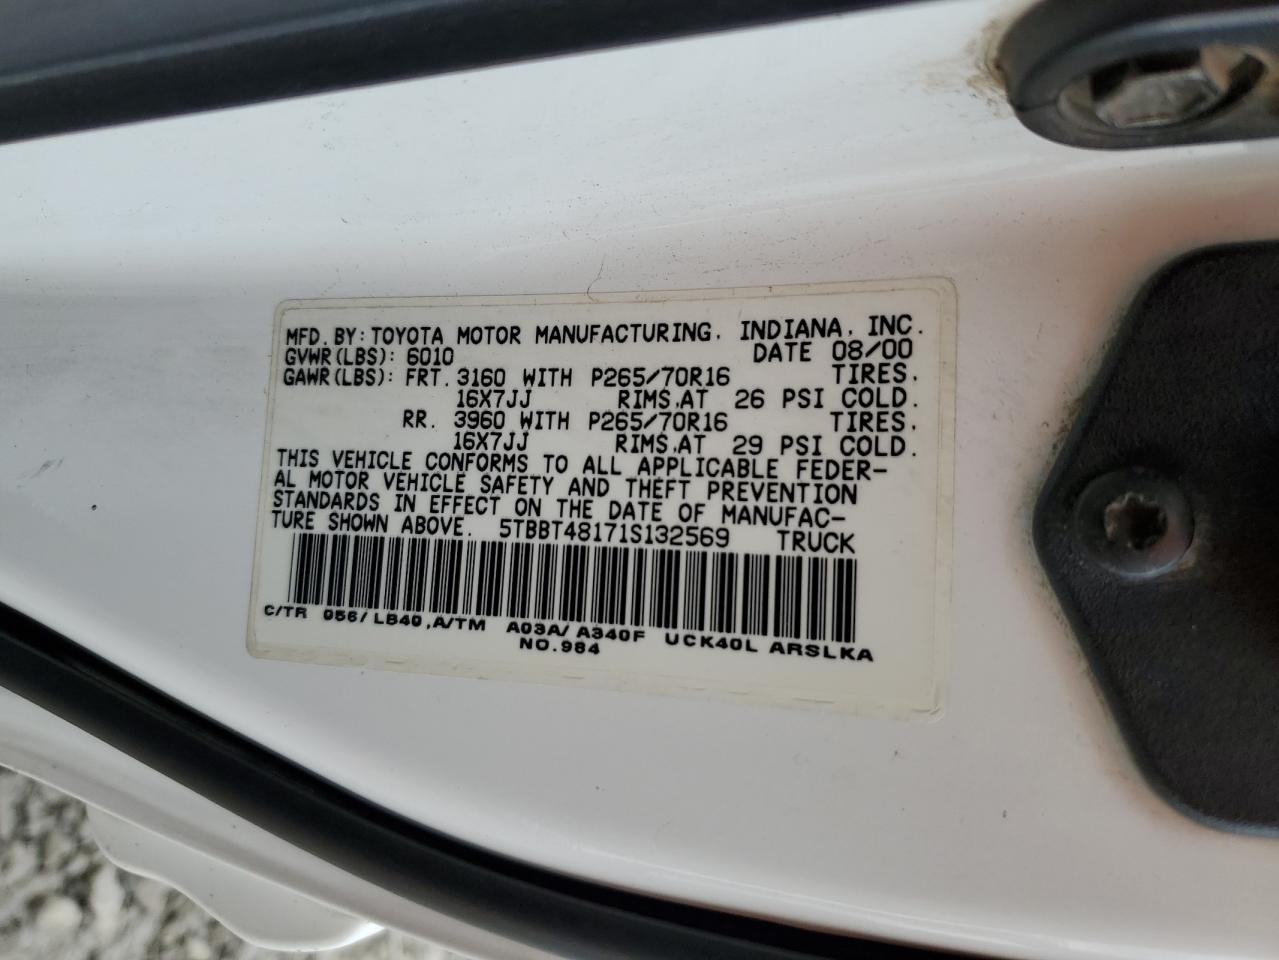 MFD. BY: TOYOTA MOTOR MANUFACTURING, INDIANA, INC.
GVWR(LBS): 6010 DATE 08/00
GAWR(LBS): FRT. 3160 WITH P265/70R16 TIRES.
16X7JJ RIMS,AT 26 PSI COLD.
RR. 3960 WITH P265/70R16 TIRES.
16X7JJ RIMS,AT 29 PSI COLD.
THIS VEHICLE CONFORMS TO ALL APPLICABLE FEDER-
AL MOTOR VEHICLE SAFETY AND THEFT PREVENTION
STANDARDS IN EFFECT ON THE DATE OF MANUFAC-
TURE SHOWN ABOVE. 5TBBT48171S132569 TRUCK
C/TR 056/LB40,A/TM A03A/A340F UCK40L ARSLKA
NO.984